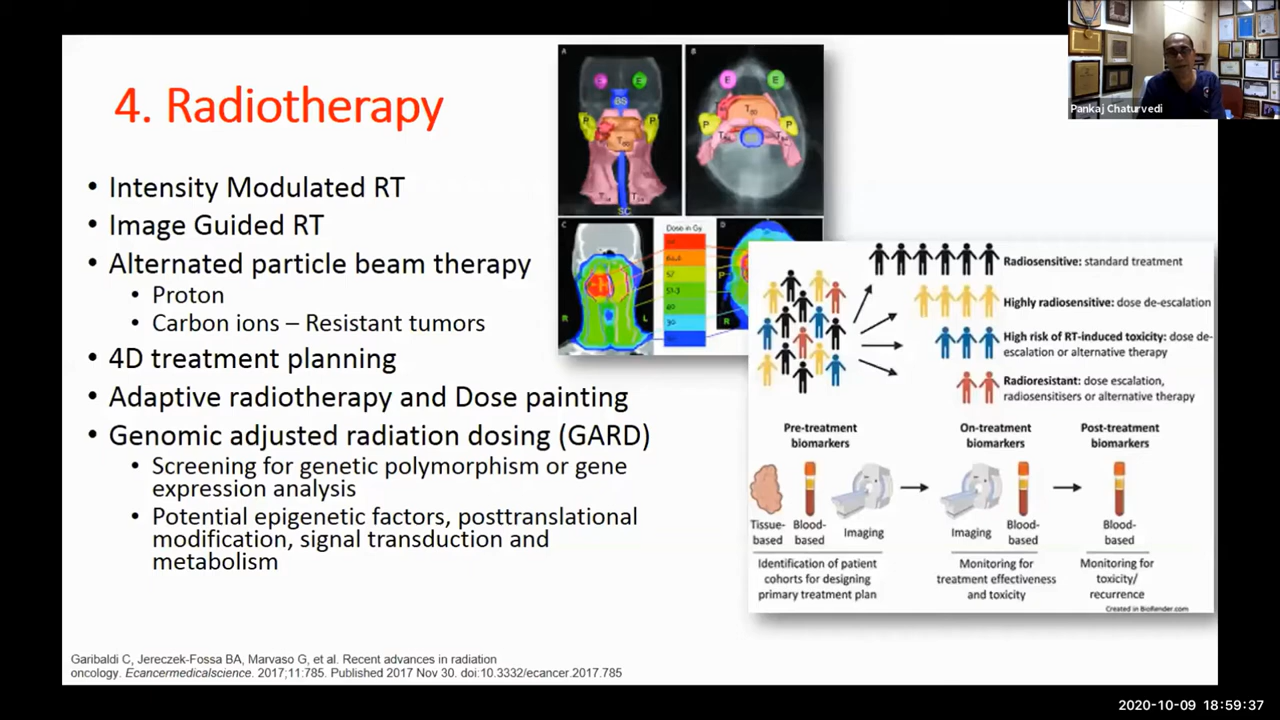 4. Radiotherapy
• Intensity Modulated RT
• Image Guided RT
• Alternated particle beam therapy
• Proton
• Carbon ions – Resistant tumors
• 4D treatment planning
• Adaptive radiotherapy and Dose painting
• Genomic adjusted radiation dosing (GARD)
• Screening for genetic polymorphism or gene
expression analysis
• Potential epigenetic factors, posttranslational
modification, signal transduction and
metabolism
Garibaldi C, Jereczek-Fossa BA, Marvaso G, et al. Recent advances in radiation
oncology. Ecancermedicalscience. 2017;11:785. Published 2017 Nov 30. doi:10.3332/ecancer.2017.785
A
E E
BS
R P
SC
B
E E
P P
C
R L
Dose in Gy
57
30
D
Radiosensitive: standard treatment
Highly radiosensitive: dose de-escalation
High risk of RT-induced toxicity: dose de-
escalation or alternative therapy
Radioresistant: dose escalation,
radiosensitisers or alternative therapy
Pre-treatment
biomarkers
On-treatment
biomarkers
Post-treatment
biomarkers
Tissue-
based
Blood-
based
Imaging
Imaging
Blood-
based
Blood-
based
Identification of patient
cohorts for designing
primary treatment plan
Monitoring for
treatment effectiveness
and toxicity
Monitoring for
toxicity/
recurrence
Created in BioRender.com
Pankaj Chaturvedi
2020-10-09 18:59:37